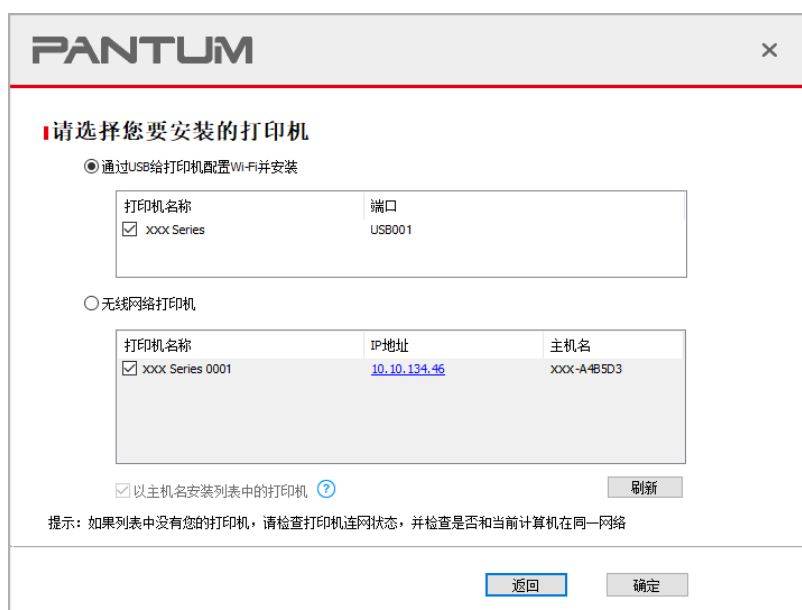 PANTUM
请选择您要安装的打印机
通过USB给打印机配置Wi-Fi并安装
打印机名称 端口
XXX Series USB001
无线网络打印机
打印机名称 IP地址 主机名
XXX Series 0001 10.10.134.46 XXX-A4B5D3
以主机名安装列表中的打印机 ?
刷新
提示：如果列表中没有您的打印机，请检查打印机连网状态，并检查是否和当前计算机在同一网络
返回 确定